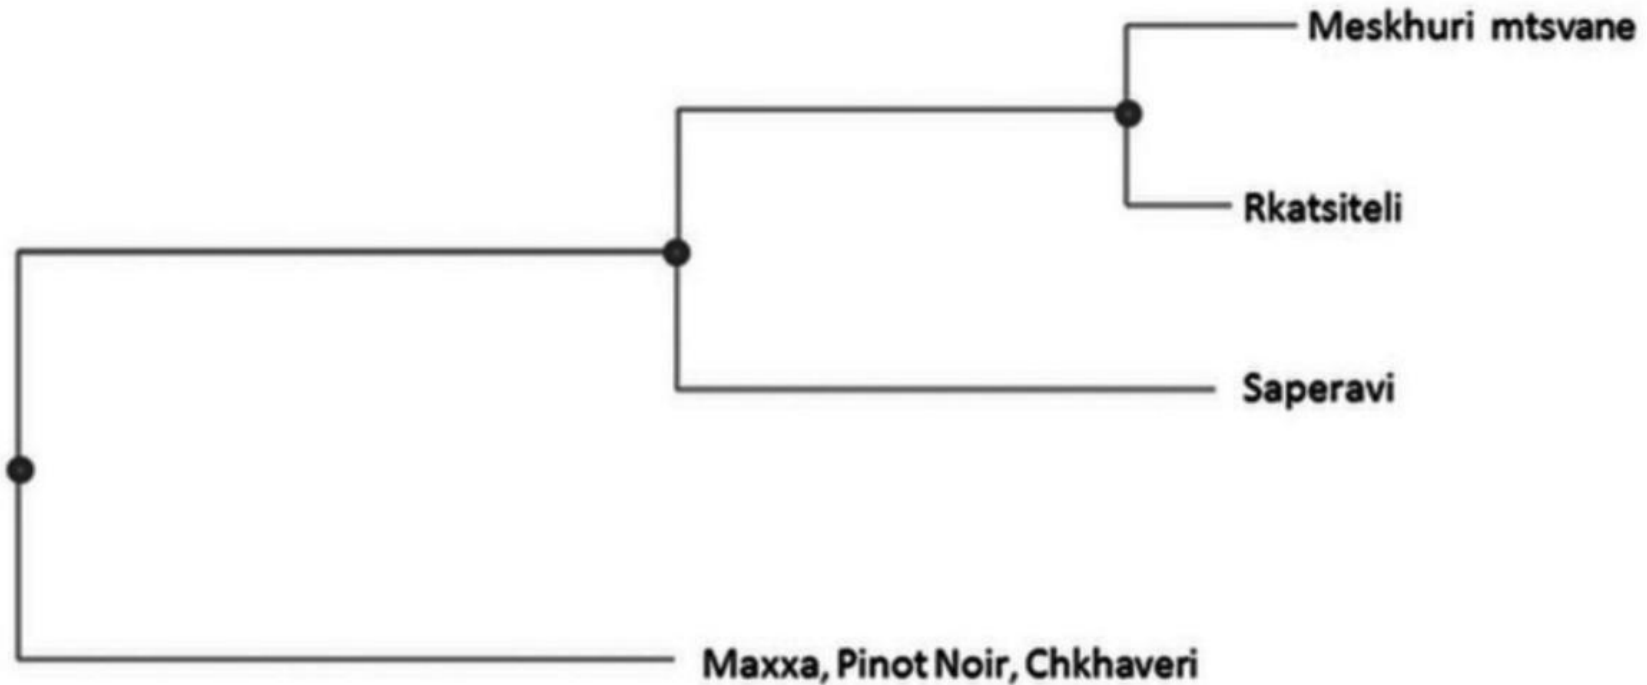 Meskhuri mtsvane
Rkatsiteli
Saperavi
Maxxa, Pinot Noir, Chkhaveri